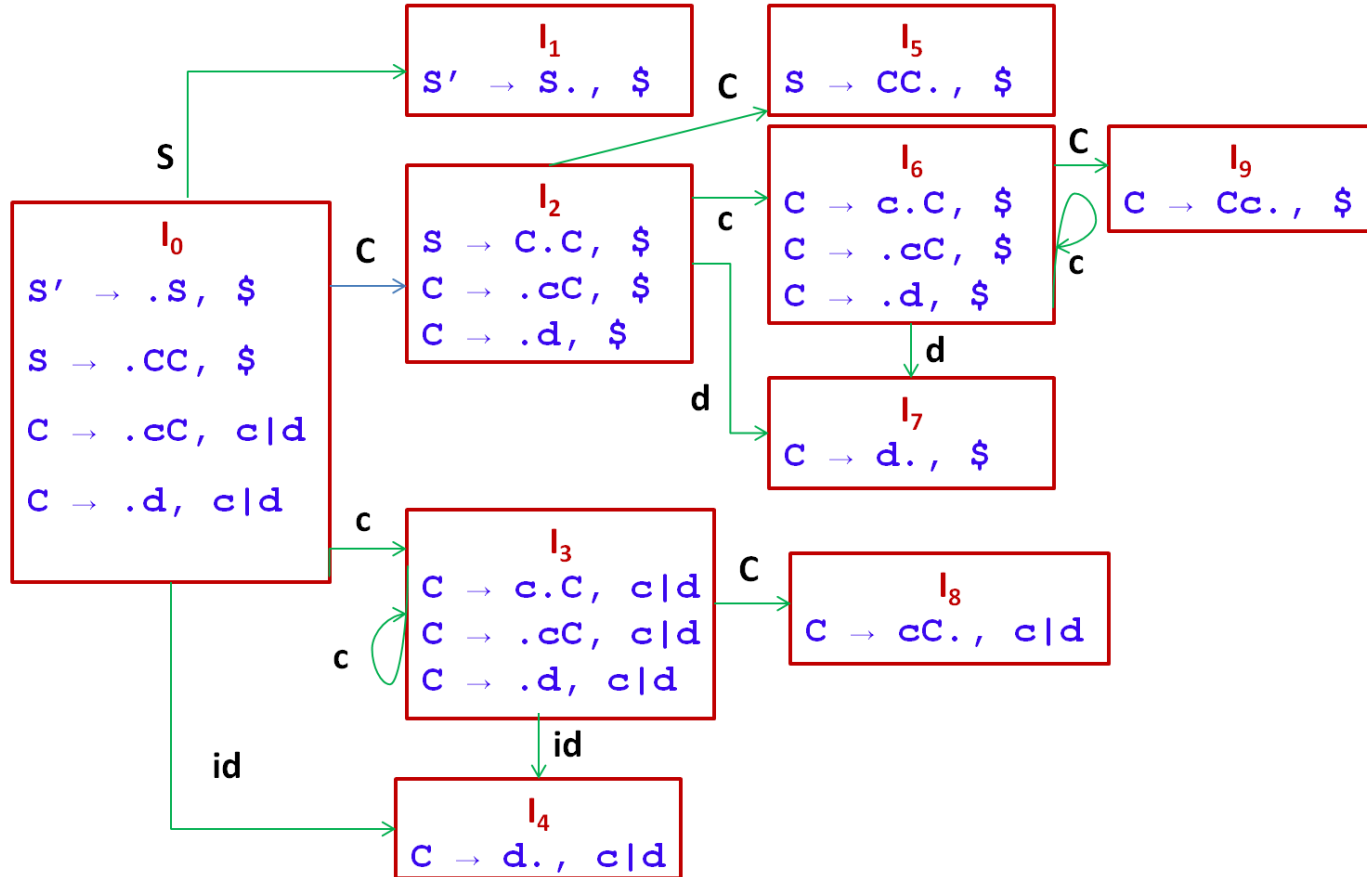 I₁
S' → S., $
I₅
S → CC., $
C
S
I₀
S' → .S, $
S → .CC, $
C → .cC, c|d
C → .d, c|d
C
I₂
S → C.C, $
C → .cC, $
C → .d, $
c
I₆
C → c.C, $
C → .cC, $
C → .d, $
C
c
I₉
C → Cc., $
d
d
I₇
C → d., $
c
I₃
C → c.C, c|d
C → .cC, c|d
C → .d, c|d
c
C
I₈
C → cC., c|d
id
id
I₄
C → d., c|d